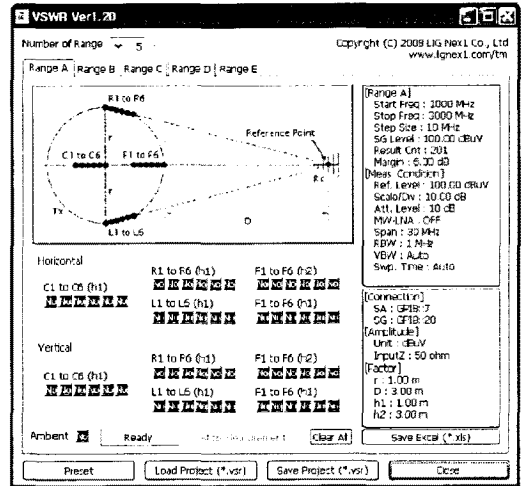 VSWR Ver1.20
Number of Range 5
Copyright (C) 2008 LIG Nex1 Co., Ltd
www.lignex1.com/tm
Range A Range B Range C Range D Range E
R1 to R6
Reference Point
r
C1 to C6 F1 to F6
Rx
r
Tx
D
L1 to L6
[Range A]
Start Freq : 1000 MHz
Stop Freq : 3000 MHz
Step Size : 10 MHz
SG Level : 100.00 dBuV
Result Cnt : 201
Margin : 6.00 dB
[Meas. Condition]
Ref. Level : 100.00 dBuV
Scale/Div : 10.00 dB
Att. Level : 10 dB
MW-LNA : OFF
Span : 30 MHz
RBW : 1 MHz
VBW : Auto
Swp. Time : Auto
Horizontal
C1 to C6 (h1)
R1 to R6 (h1) F1 to F6 (h2)
L1 to L6 (h1) F1 to F6 (h1)
Vertical
C1 to C6 (h1)
R1 to R6 (h1) F1 to F6 (h2)
L1 to L6 (h1) F1 to F6 (h1)
[Connection]
SA : GPIB::7
SG : GPIB::20
[Amplitude]
Unit : dBuV
InputZ : 50 ohm
[Factor]
r : 1.00 m
D : 3.00 m
h1 : 1.00 m
h2 : 3.00 m
Ambient Ready Clear All Save Excel (*.xls)
Preset Load Project (*.vsr) Save Project (*.vsr) Close